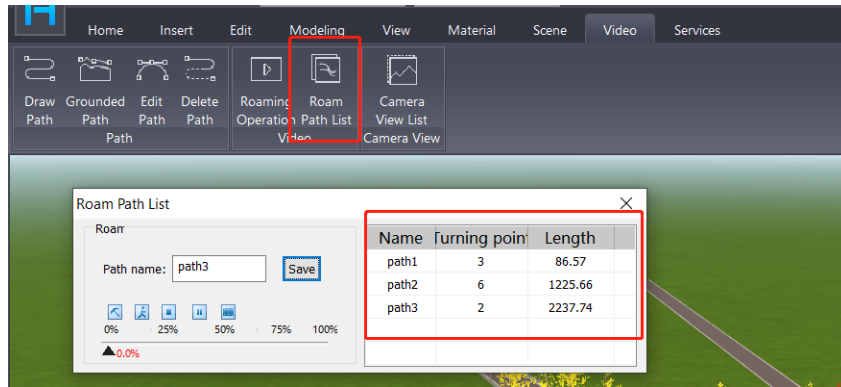 Home Insert Edit Modeling View Material Scene Video Services
Draw Grounded Edit Delete Roaming Roam Camera
Path Path Path Path Operation Path List View List
Path Video Camera View
Roam Path List
Roam
Name Turning point Length
Path name: path3 Save
path1 3 86.57
path2 6 1225.66
path3 2 2237.74
0% 25% 50% 75% 100%
0.0%